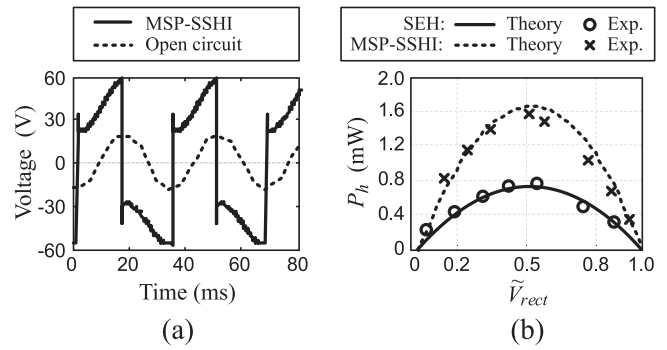 MSP-SSHI
Open circuit
60
30
0
-30
-60
Voltage (V)
0 20 40 60 80
Time (ms)
(a)
SEH: Theory Exp.
MSP-SSHI: Theory Exp.
2.0
1.6
1.2
0.8
0.4
0
P_h (mW)
0 0.2 0.5 0.8 1.0
Ṽ_rect
(b)